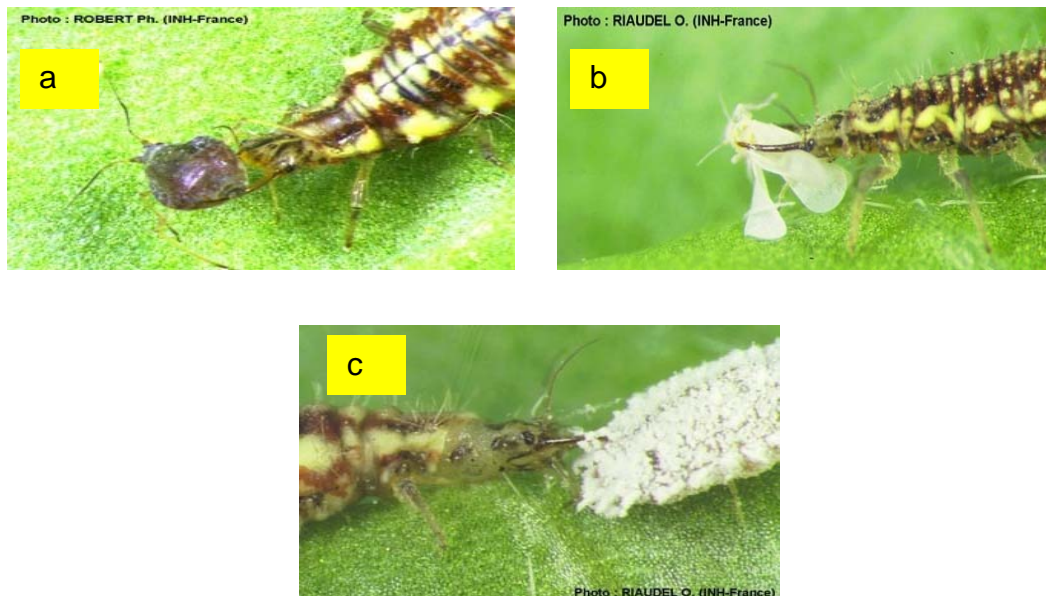 Photo : ROBERT Ph. (INH-France)
a
Photo : RIAUDEL O. (INH-France)
b
c
Photo : RIAUDEL O. (INH-France)